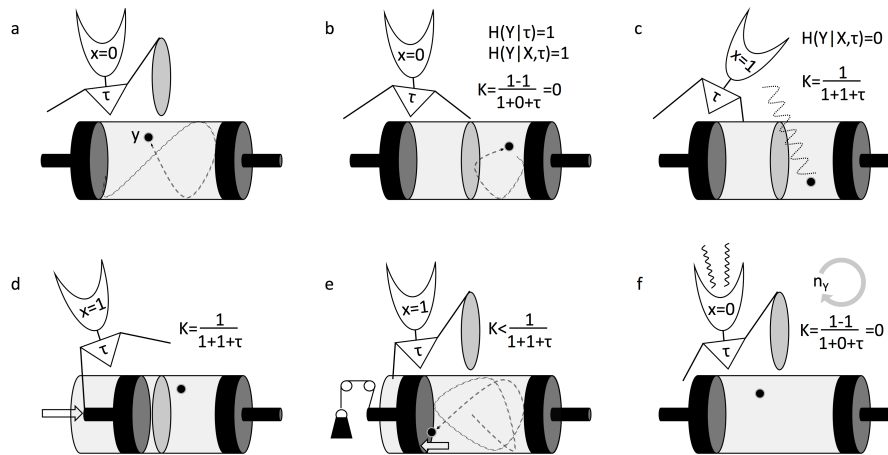 a
x=0
τ
y
b
x=0
τ
H(Y|τ)=1
H(Y|X,τ)=1
K=1-1/1+0+τ=0
c
x=1
τ
H(Y|X,τ)=0
K=1/1+1+τ
d
x=1
τ
K=1/1+1+τ
e
x=1
τ
K<1/1+1+τ
f
x=0
τ
nY
K=1-1/1+0+τ=0